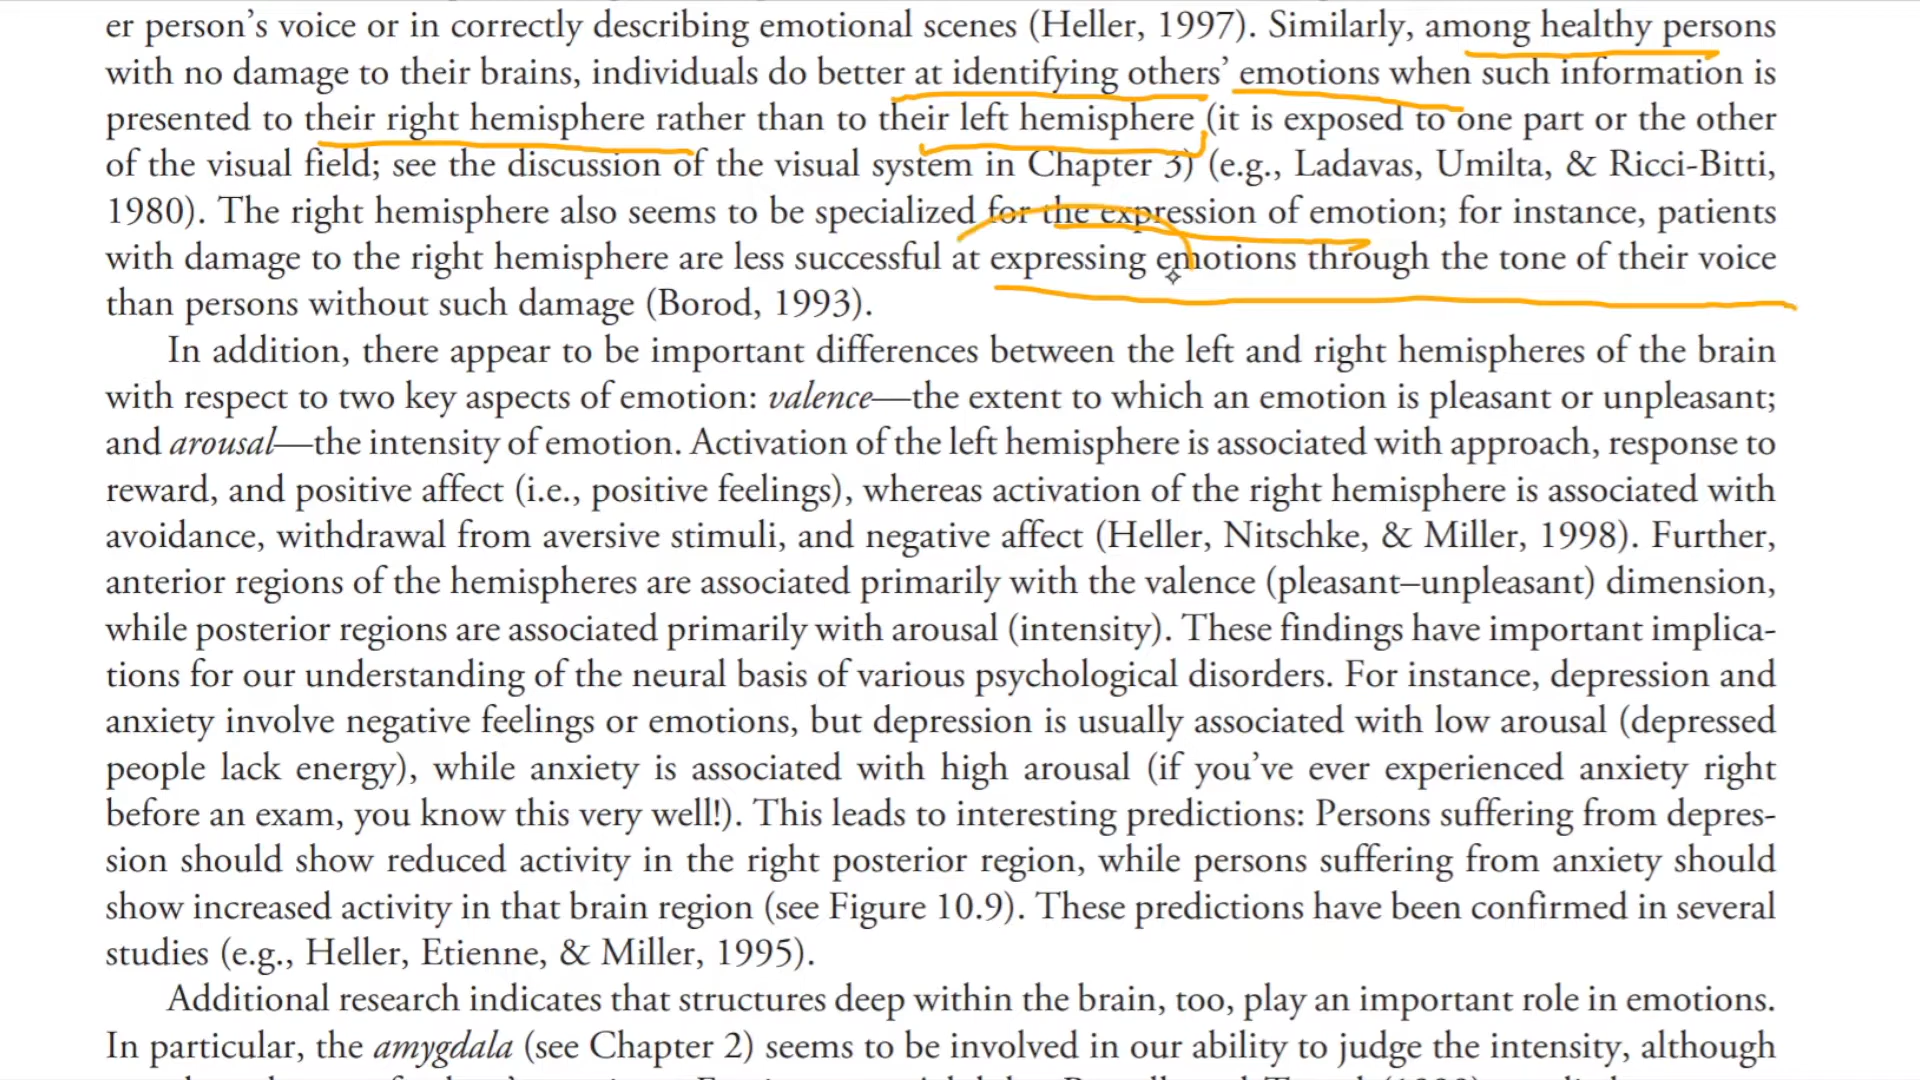 er person’s voice or in correctly describing emotional scenes (Heller, 1997). Similarly, among healthy persons
with no damage to their brains, individuals do better at identifying others’ emotions when such information is
presented to their right hemisphere rather than to their left hemisphere (it is exposed to one part or the other
of the visual field; see the discussion of the visual system in Chapter 3) (e.g., Ladavas, Umilta, & Ricci-Bitti,
1980). The right hemisphere also seems to be specialized for the expression of emotion; for instance, patients
with damage to the right hemisphere are less successful at expressing emotions through the tone of their voice
than persons without such damage (Borod, 1993).
In addition, there appear to be important differences between the left and right hemispheres of the brain
with respect to two key aspects of emotion: valence—the extent to which an emotion is pleasant or unpleasant;
and arousal—the intensity of emotion. Activation of the left hemisphere is associated with approach, response to
reward, and positive affect (i.e., positive feelings), whereas activation of the right hemisphere is associated with
avoidance, withdrawal from aversive stimuli, and negative affect (Heller, Nitschke, & Miller, 1998). Further,
anterior regions of the hemispheres are associated primarily with the valence (pleasant–unpleasant) dimension,
while posterior regions are associated primarily with arousal (intensity). These findings have important implica-
tions for our understanding of the neural basis of various psychological disorders. For instance, depression and
anxiety involve negative feelings or emotions, but depression is usually associated with low arousal (depressed
people lack energy), while anxiety is associated with high arousal (if you’ve ever experienced anxiety right
before an exam, you know this very well!). This leads to interesting predictions: Persons suffering from depres-
sion should show reduced activity in the right posterior region, while persons suffering from anxiety should
show increased activity in that brain region (see Figure 10.9). These predictions have been confirmed in several
studies (e.g., Heller, Etienne, & Miller, 1995).
Additional research indicates that structures deep within the brain, too, play an important role in emotions.
In particular, the amygdala (see Chapter 2) seems to be involved in our ability to judge the intensity, although